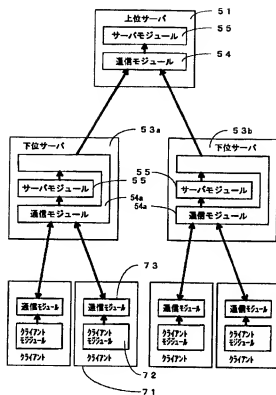 上位サーバ
51
サーバモジュール
55
通信モジュール
54
53a
53b
下位サーバ
下位サーバ
サーバモジュール
55
サーバモジュール
55
通信モジュール
54a
通信モジュール
54a
73
通信モジュール
通信モジュール
通信モジュール
通信モジュール
クライアント
モジュール
クライアント
モジュール
クライアント
モジュール
クライアント
モジュール
クライアント
クライアント
クライアント
クライアント
72
71